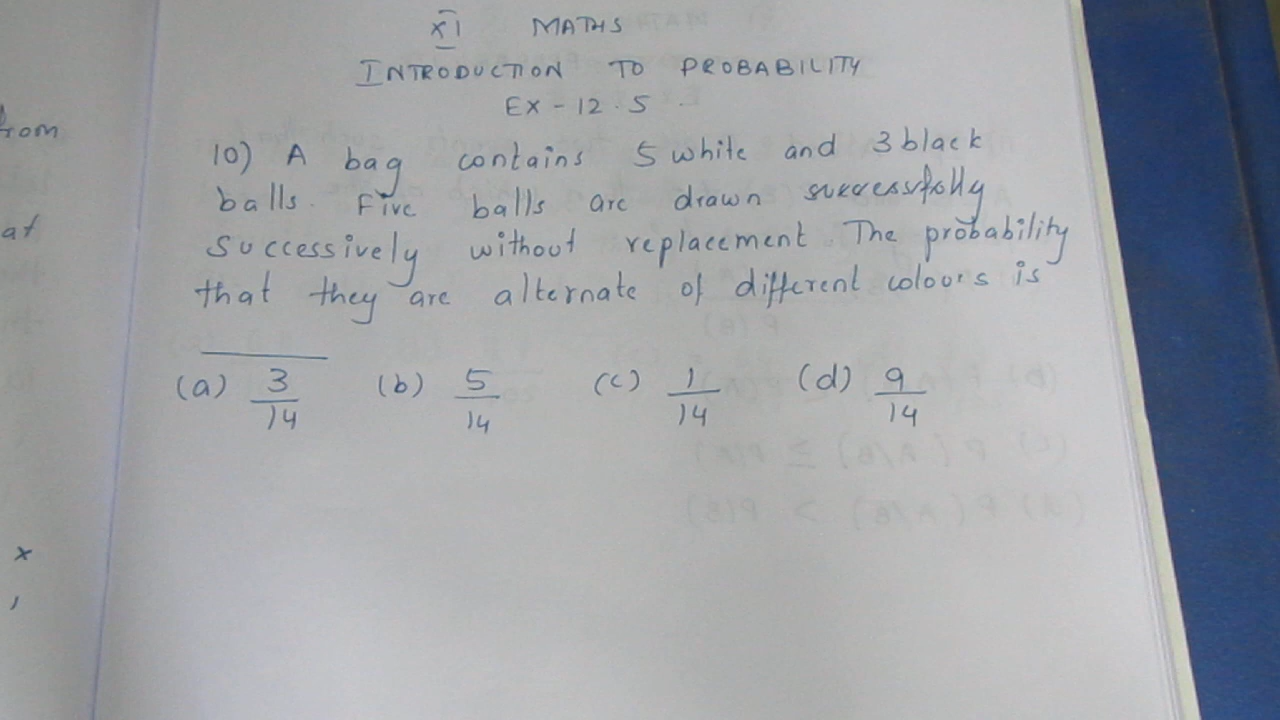 XI MATHS
INTRODUCTION TO PROBABILITY
EX - 12.5
from
10) A bag contains 5 white and 3 black
balls. Five balls are drawn successfully
at
successively without replacement. The probability
that they are alternate of different colours is
(a) 3/14 (b) 5/14 (c) 1/14 (d) 9/14
x